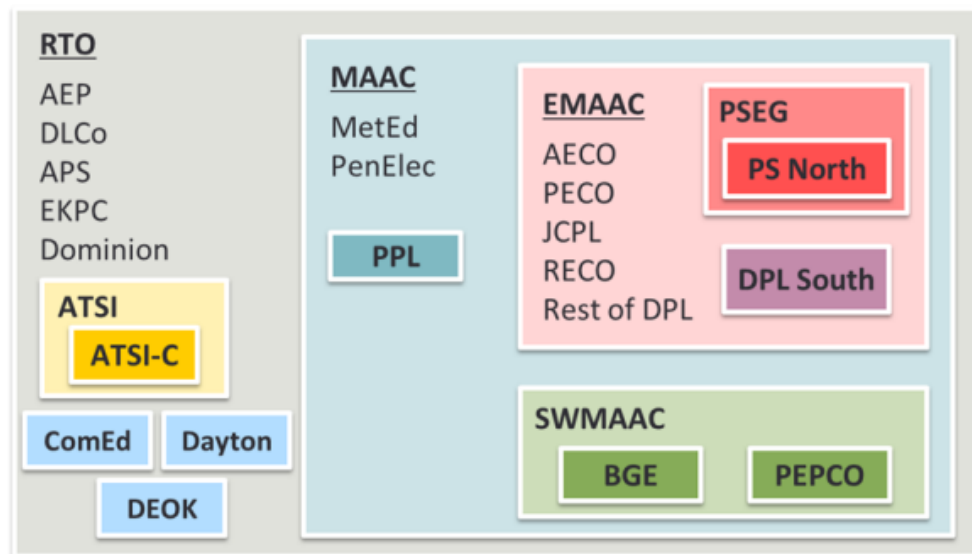 RTO
AEP
DLCo
APS
EKPC
Dominion
ATSI
ATSI-C
ComEd
Dayton
DEOK
MAAC
MetEd
PenElec
PPL
EMAAC
AECO
PECO
JCPL
RECO
Rest of DPL
PSEG
PS North
DPL South
SWMAAC
BGE
PEPCO